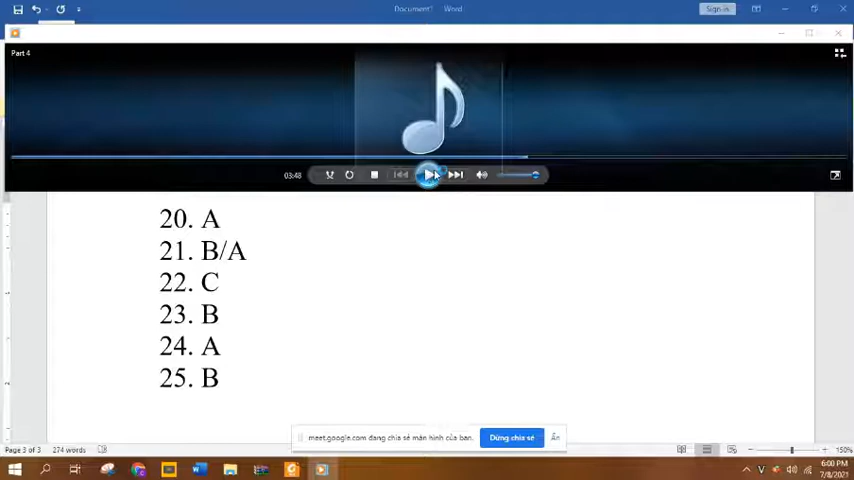 Document1 Word Sign in
Part 4
03:48
20. A
21. B/A
22. C
23. B
24. A
25. B
meet.google.com đang chia sẻ màn hình của bạn. Dừng chia sẻ Ẩn
Page 3 of 3 274 words 150%
6:00 PM
7/8/2021